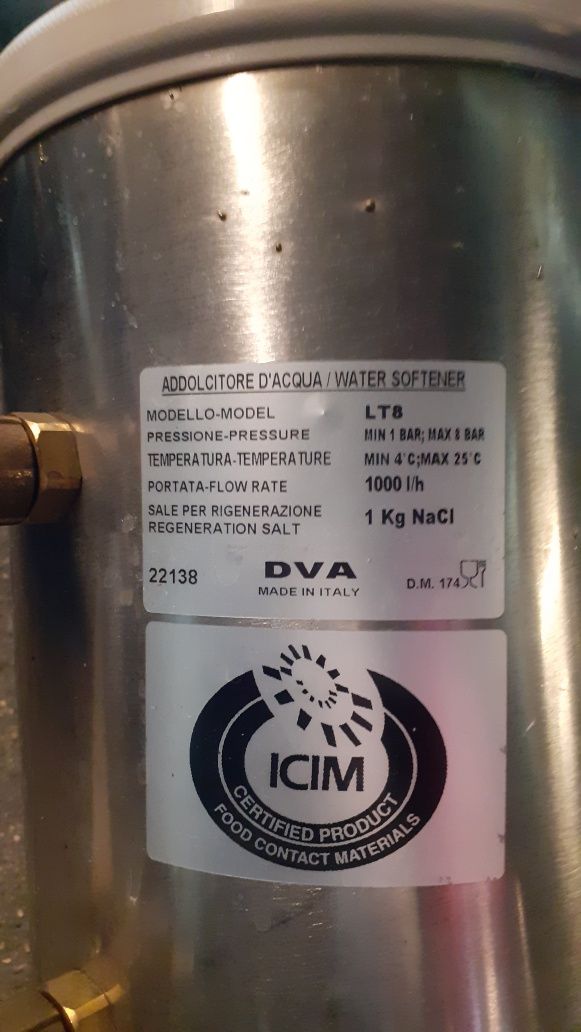 ADDOLCITORE D'ACQUA / WATER SOFTENER
MODELLO-MODEL LT8
PRESSIONE-PRESSURE MIN 1 BAR; MAX 8 BAR
TEMPERATURA-TEMPERATURE MIN 4°C;MAX 25°C
PORTATA-FLOW RATE 1000 l/h
SALE PER RIGENERAZIONE
REGENERATION SALT 1 Kg NaCl
22138 DVA D.M. 174
MADE IN ITALY
ICIM
CERTIFIED PRODUCT
FOOD CONTACT MATERIALS